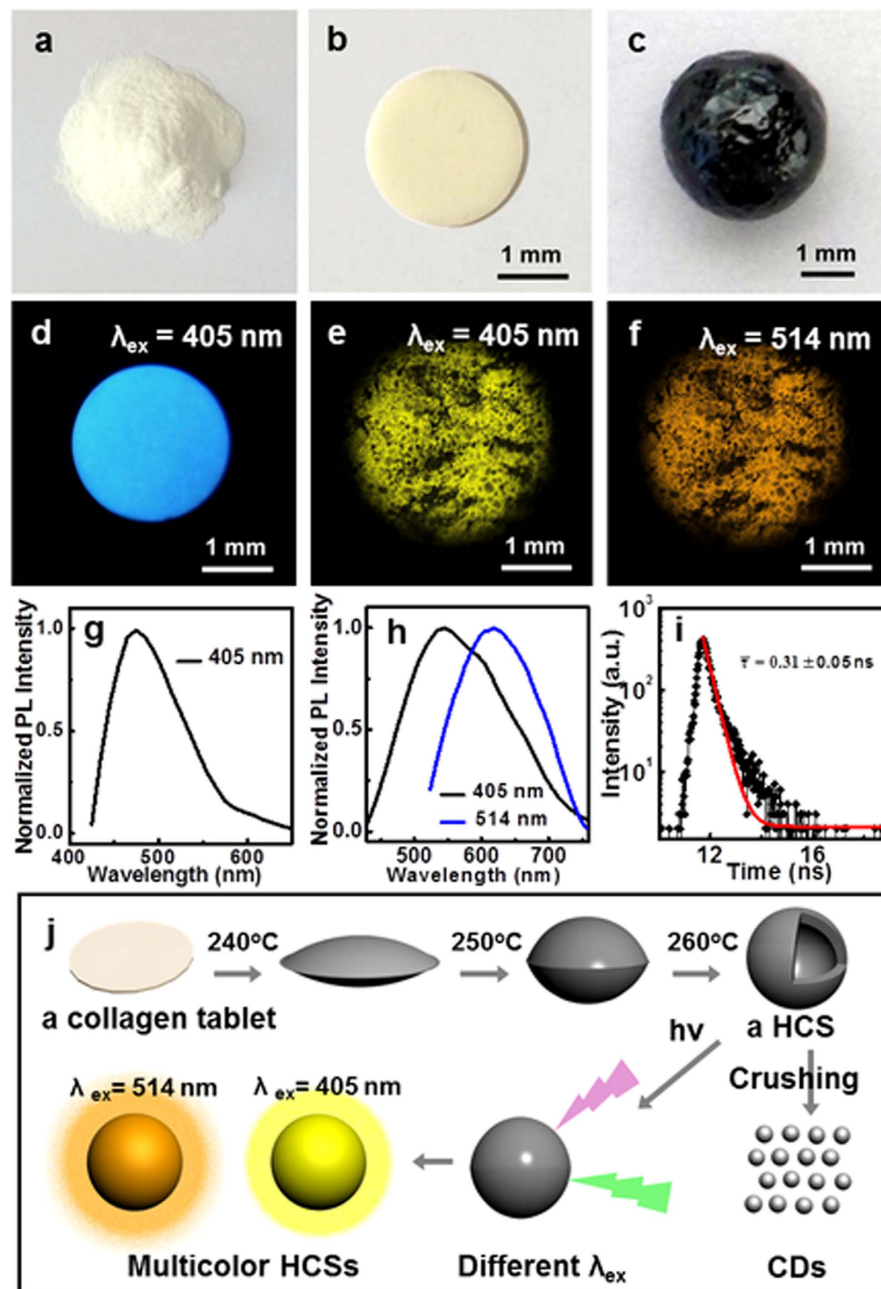 a
b
1 mm
c
1 mm
d
λex = 405 nm
1 mm
e
λex = 405 nm
1 mm
f
λex = 514 nm
1 mm
g
Normalized PL Intensity
1.0
0.5
0.0
405 nm
400 500 600
Wavelength (nm)
h
Normalized PL Intensity
1.0
0.5
0.0
405 nm
514 nm
500 600 700
Wavelength (nm)
i
Intensity (a.u.)
10³
10²
10¹
τ̅ = 0.31 ± 0.05 ns
12 16
Time (ns)
j
240°C 250°C 260°C
a collagen tablet
a HCS
hv
Crushing
λ ex= 514 nm λ ex= 405 nm
Multicolor HCSs Different λex CDs